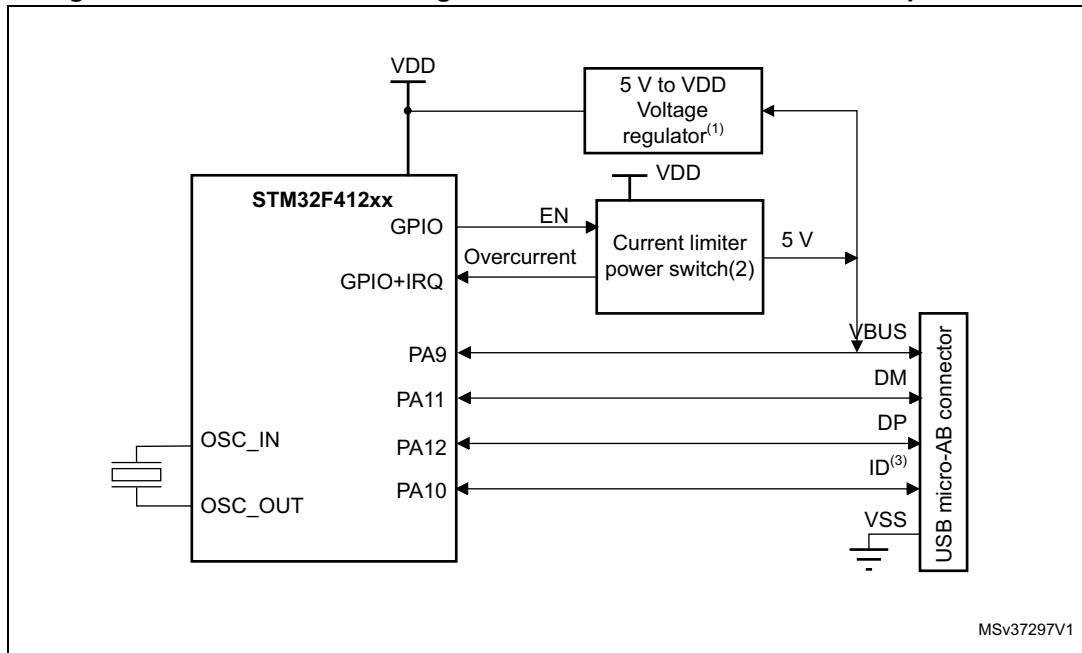 VDD
5 V to VDD
Voltage
regulator(1)
VDD
STM32F412xx
GPIO
EN
Current limiter
power switch(2)
5 V
Overcurrent
GPIO+IRQ
VBUS
PA9
DM
PA11
DP
OSC_IN
PA12
ID(3)
PA10
OSC_OUT
VSS
USB micro-AB connector
MSv37297V1